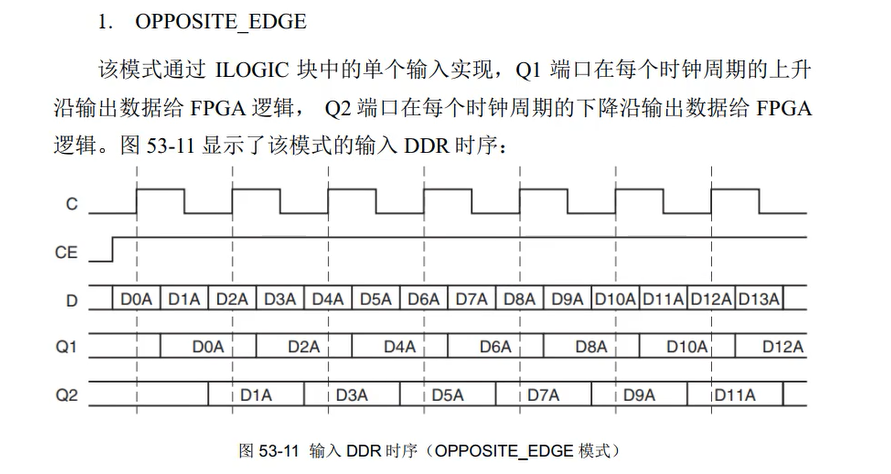 1. OPPOSITE_EDGE
该模式通过 ILOGIC 块中的单个输入实现，Q1 端口在每个时钟周期的上升
沿输出数据给 FPGA 逻辑， Q2 端口在每个时钟周期的下降沿输出数据给 FPGA
逻辑。图 53-11 显示了该模式的输入 DDR 时序：
C
CE
D D0A D1A D2A D3A D4A D5A D6A D7A D8A D9A D10A D11A D12A D13A
Q1 D0A D2A D4A D6A D8A D10A D12A
Q2 D1A D3A D5A D7A D9A D11A
图 53-11 输入 DDR 时序（OPPOSITE_EDGE 模式）